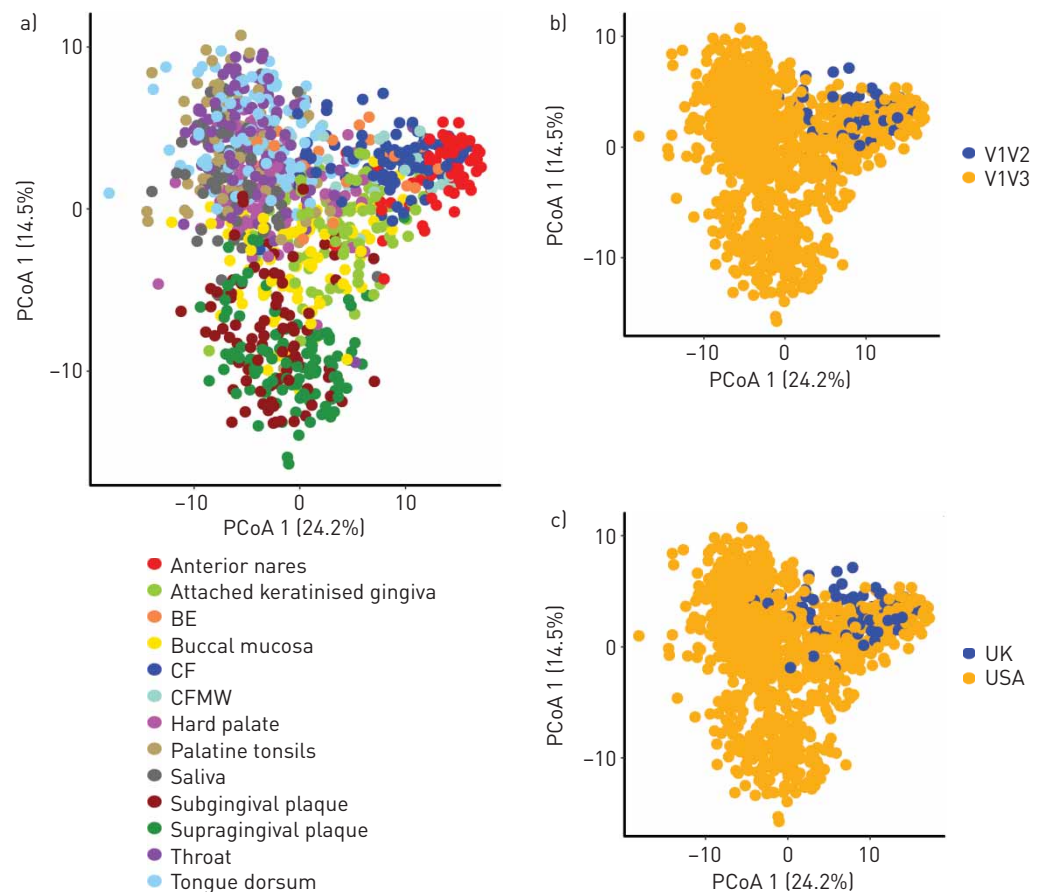 a)
10
0
−10
PCoA 1 (14.5%)
−10 0 10
PCoA 1 (24.2%)
Anterior nares
Attached keratinised gingiva
BE
Buccal mucosa
CF
CFMW
Hard palate
Palatine tonsils
Saliva
Subgingival plaque
Supragingival plaque
Throat
Tongue dorsum
b)
10
0
−10
PCoA 1 (14.5%)
−10 0 10
PCoA 1 (24.2%)
V1V2
V1V3
c)
10
0
−10
PCoA 1 (14.5%)
−10 0 10
PCoA 1 (24.2%)
UK
USA